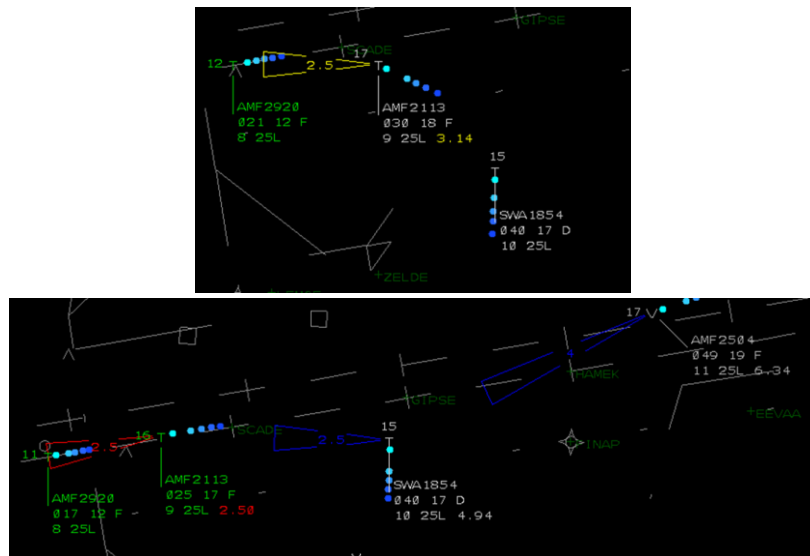 GIPSE
12 SCADE 17
2.5
AMF2920
021 12 F
8 25L
AMF2113
030 18 F
9 25L 3.14
15
SWA1854
040 17 D
10 25L
ZELDE
17
AMF2504
049 19 F
11 25L 6.34
HAMEK
GIPSE
EEVAA
SCADE
16
15
11
2.5
2.5
INAP
AMF2113
025 17 F
9 25L 2.50
SWA1854
040 17 D
10 25L 4.94
AMF2920
017 12 F
8 25L